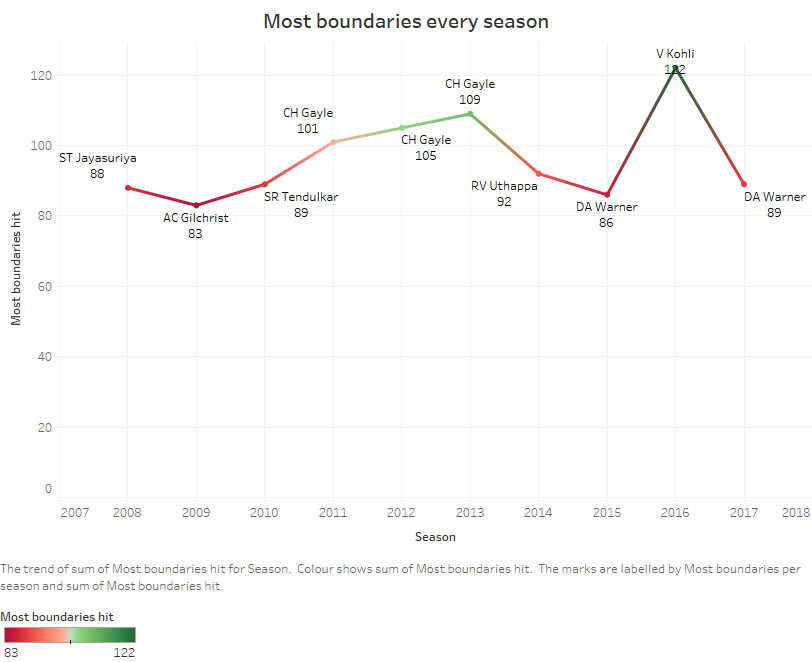 Most boundaries every season
Most boundaries hit
120
100
80
60
40
20
0
ST Jayasuriya
88
AC Gilchrist
83
SR Tendulkar
89
CH Gayle
101
CH Gayle
105
CH Gayle
109
RV Uthappa
92
DA Warner
86
V Kohli
122
DA Warner
89
2007 2008 2009 2010 2011 2012 2013 2014 2015 2016 2017 2018
Season
The trend of sum of Most boundaries hit for Season. Colour shows sum of Most boundaries hit. The marks are labelled by Most boundaries per
season and sum of Most boundaries hit.
Most boundaries hit
83 122